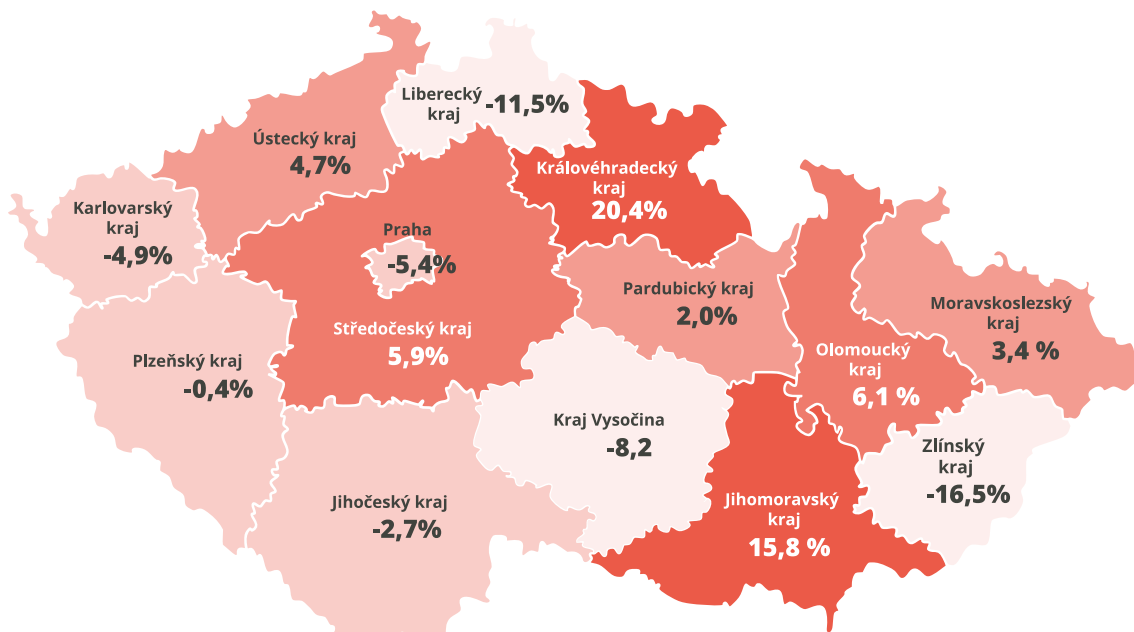 Liberecký
kraj
-11,5%
Ústecký kraj
4,7%
Královéhradecký
kraj
20,4%
Karlovarský
kraj
-4,9%
Praha
-5,4%
Pardubický kraj
2,0%
Moravskoslezský
kraj
3,4 %
Středočeský kraj
5,9%
Olomoucký
kraj
6,1 %
Plzeňský kraj
-0,4%
Kraj Vysočina
-8,2
Zlínský
kraj
-16,5%
Jihočeský kraj
-2,7%
Jihomoravský
kraj
15,8 %